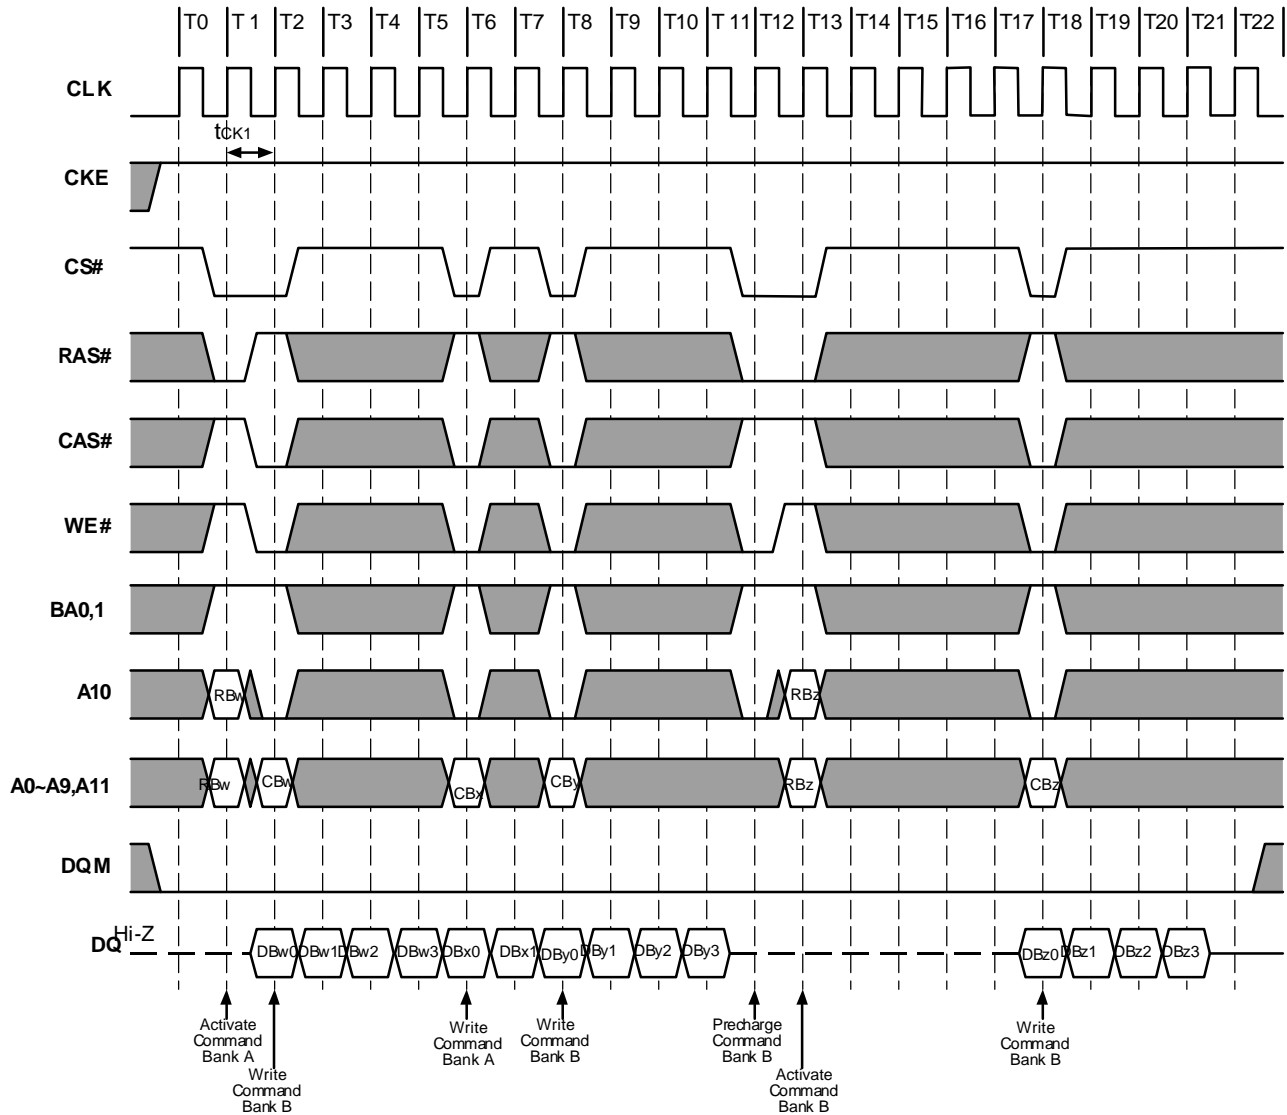 T0 T 1 T2 T3 T4 T5 T6 T7 T8 T9 T10 T 11 T12 T13 T14 T15 T16 T17 T18 T19 T20 T21 T22
CLK
tCK1
CKE
CS#
RAS#
CAS#
WE#
BA0,1
A10 RBw RBz
A0~A9,A11 RBw CBw CBx CBy RBz CBz
DQM
Hi-Z
DQ DBw0 DBw1 DBw2 DBw3 DBx0 DBx1 DBy0 DBy1 DBy2 DBy3 DBz0 DBz1 DBz2 DBz3
Activate
Command
Bank A
Write
Command
Bank B
Write
Command
Bank A
Write
Command
Bank B
Precharge
Command
Bank B
Activate
Command
Bank B
Write
Command
Bank B